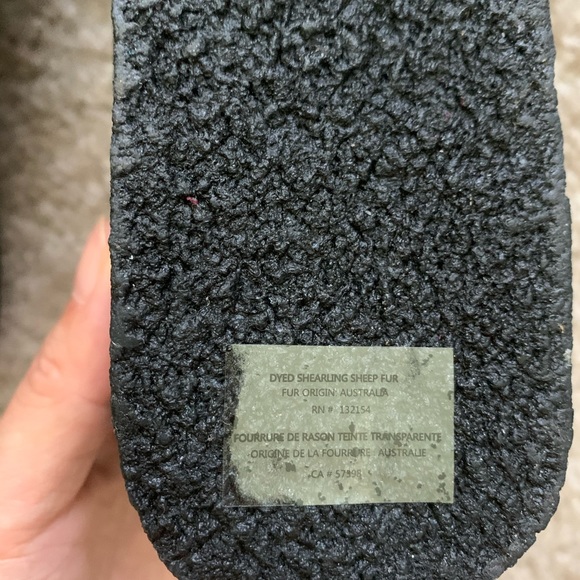 DYED SHEARLING SHEEP FUR
FUR ORIGIN: AUSTRALIA
RN # 132154
FOURRURE DE RASON TEINTE TRANSPARENTE
ORIGINE DE LA FOURRURE : AUSTRALIE
CA # 57398